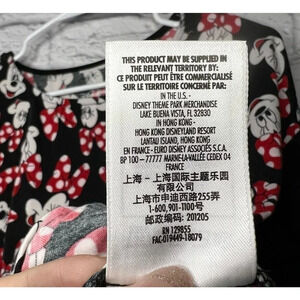 THIS PRODUCT MAY BE SUPPLIED IN
THE RELEVANT TERRITORY BY:
CE PRODUIT PEUT ÊTRE COMMERCIALISÉ
SUR LE TERRITOIRE CONCERNÉ PAR:
IN THE U.S. -
DISNEY THEME PARK MERCHANDISE
LAKE BUENA VISTA, FL 32830
IN HONG KONG -
HONG KONG DISNEYLAND RESORT
LANTAU ISLAND, HONG KONG
EN FRANCE - EURO DISNEY ASSOCIÉS S.A.S.
BP 100 — 77777 MARNE-LA-VALLÉE CEDEX 04
FRANCE
上海 - 上海国际主题乐园
有限公司
上海市申迪西路255弄
1-600, 901-1100号
邮政编码: 201205
RN 129855
FAC-019449-18079